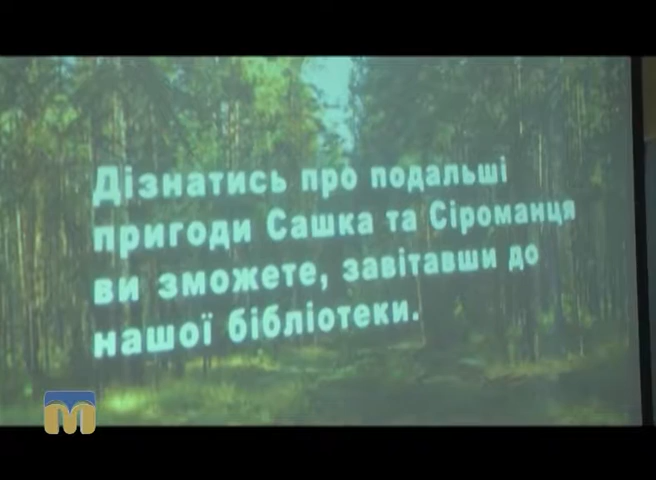 Дізнатись про подальші
пригоди Сашка та Сіроманця
ви зможете, завітавши до
нашої бібліотеки.